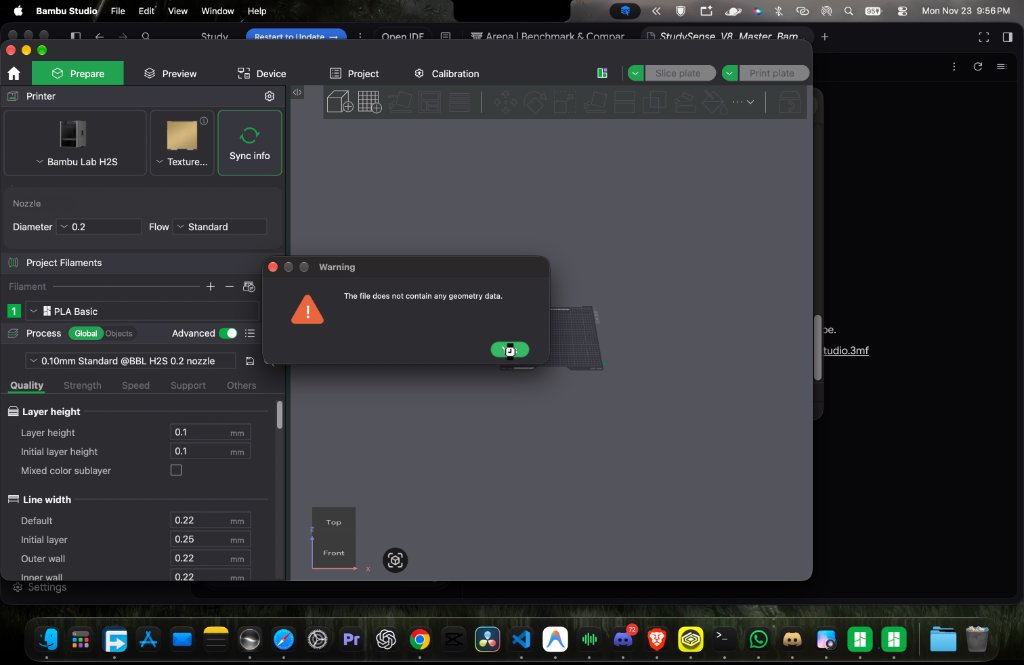 Bambu Studio File Edit View Window Help
95
Mon Nov 23 9:56 PM
Study
Restart to Update →
Open IDE
Arena | Benchmark & Compar
StudySense_V8_Master_Bam...
Prepare
Preview
Device
Project
Calibration
Slice plate
Print plate
Printer
Bambu Lab H2S
Texture...
Sync info
Nozzle
Diameter
0.2
Flow
Standard
Project Filaments
Filament
1
PLA Basic
Process
Global
Objects
Advanced
0.10mm Standard @BBL H2S 0.2 nozzle
Quality Strength Speed Support Others
Layer height
Layer height 0.1 mm
Initial layer height 0.1 mm
Mixed color sublayer
Line width
Default 0.22 mm
Initial layer 0.25 mm
Outer wall 0.22 mm
Inner wall 0.22 mm
Settings
Warning
The file does not contain any geometry data.
pe.
tudio.3mf
Top
Front
x
Pr
72